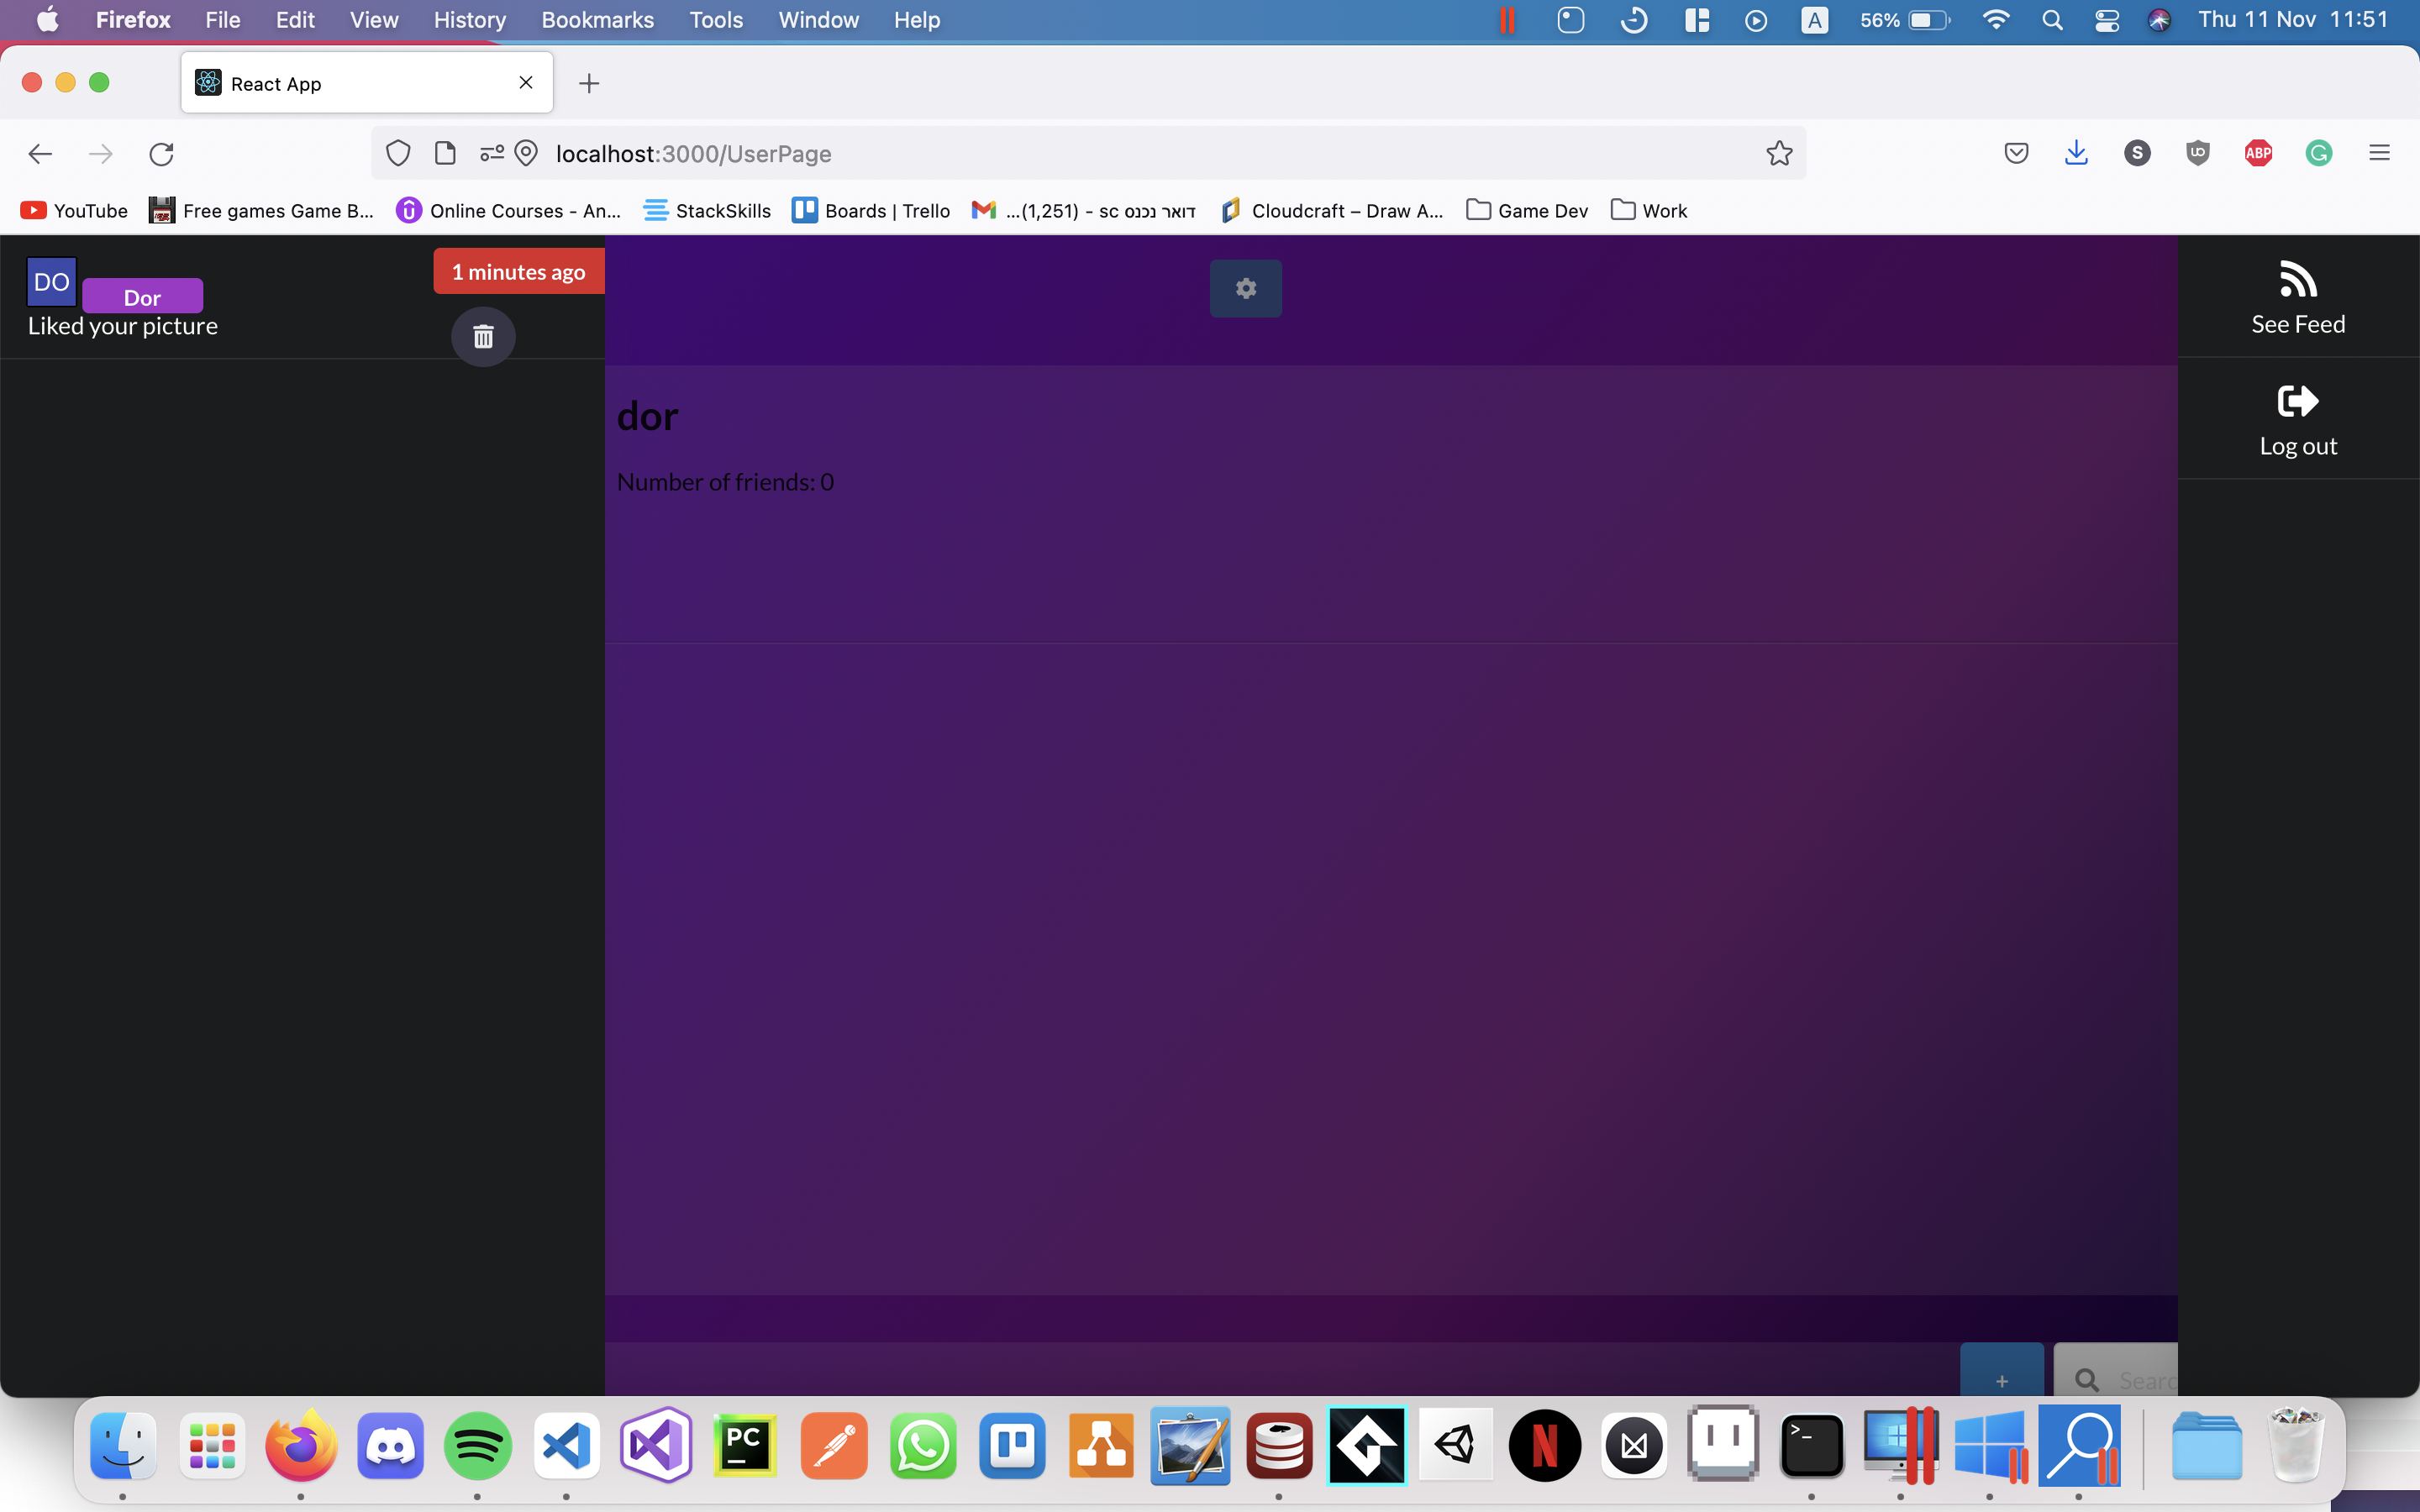 Firefox File Edit View History Bookmarks Tools Window Help A 56% Thu 11 Nov 11:51
React App
localhost:3000/UserPage S UO ABP G
YouTube Free games Game B... Online Courses - An... StackSkills Boards | Trello ...(1,251) - sc דואר נכנס Cloudcraft – Draw A... Game Dev Work
DO Dor 1 minutes ago
Liked your picture
See Feed
Log out
dor
Number of friends: 0
+ Searc
PC
N
>_